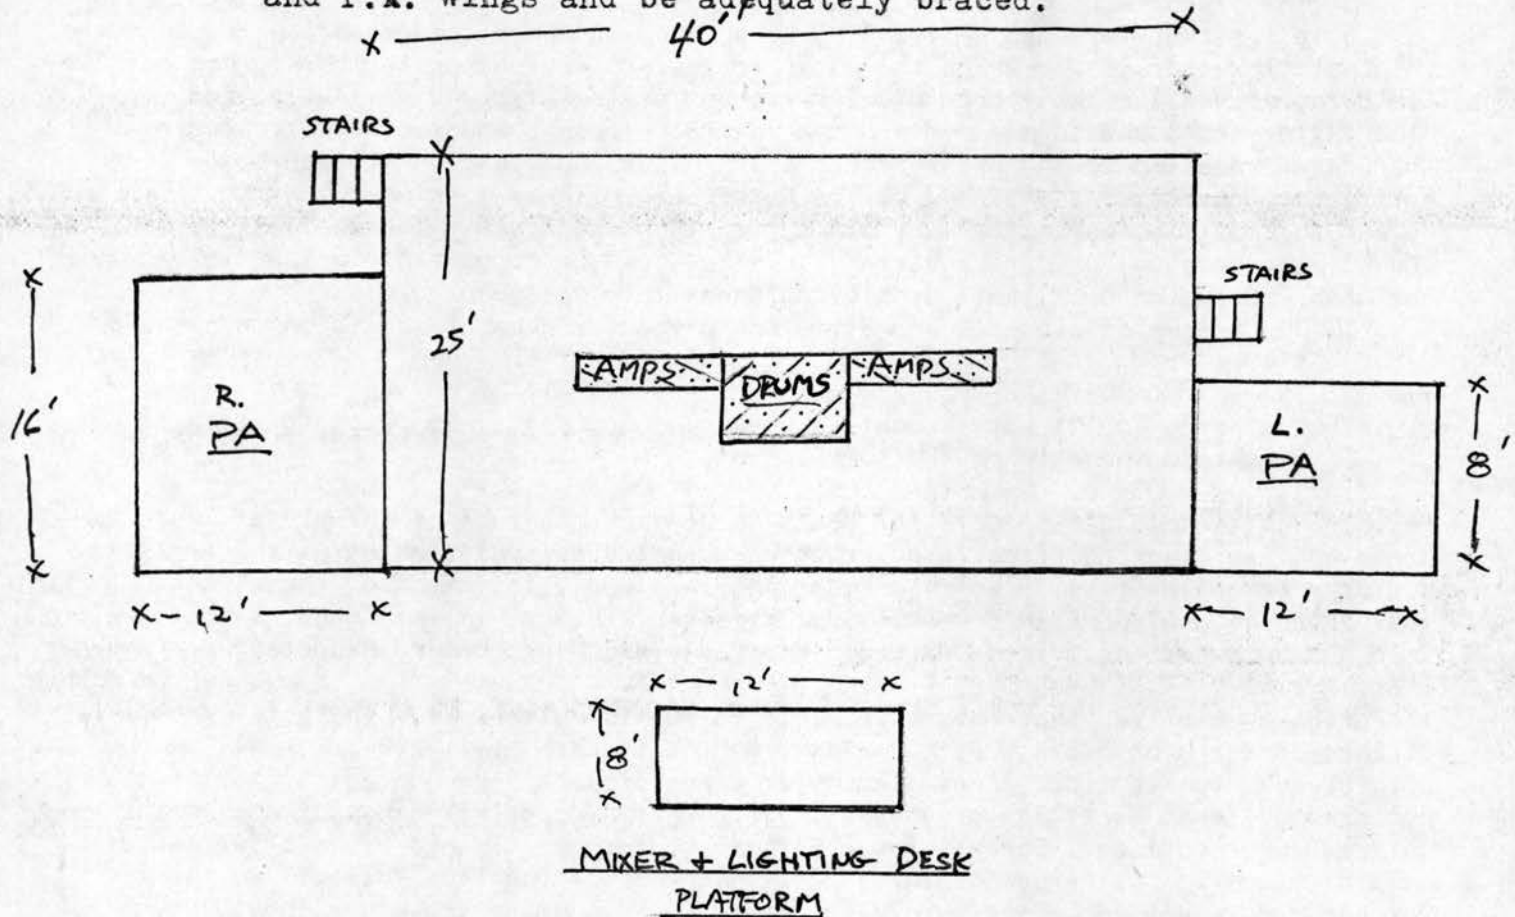 and P.A. wings and be adequately braced.
x 40' x
STAIRS
STAIRS
25'
16'
R.
PA
AMPS
DRUMS
AMPS
L.
PA
8'
x-12' x
x 12' x
x 12' x
8'
MIXER + LIGHTING DESK
PLATFORM